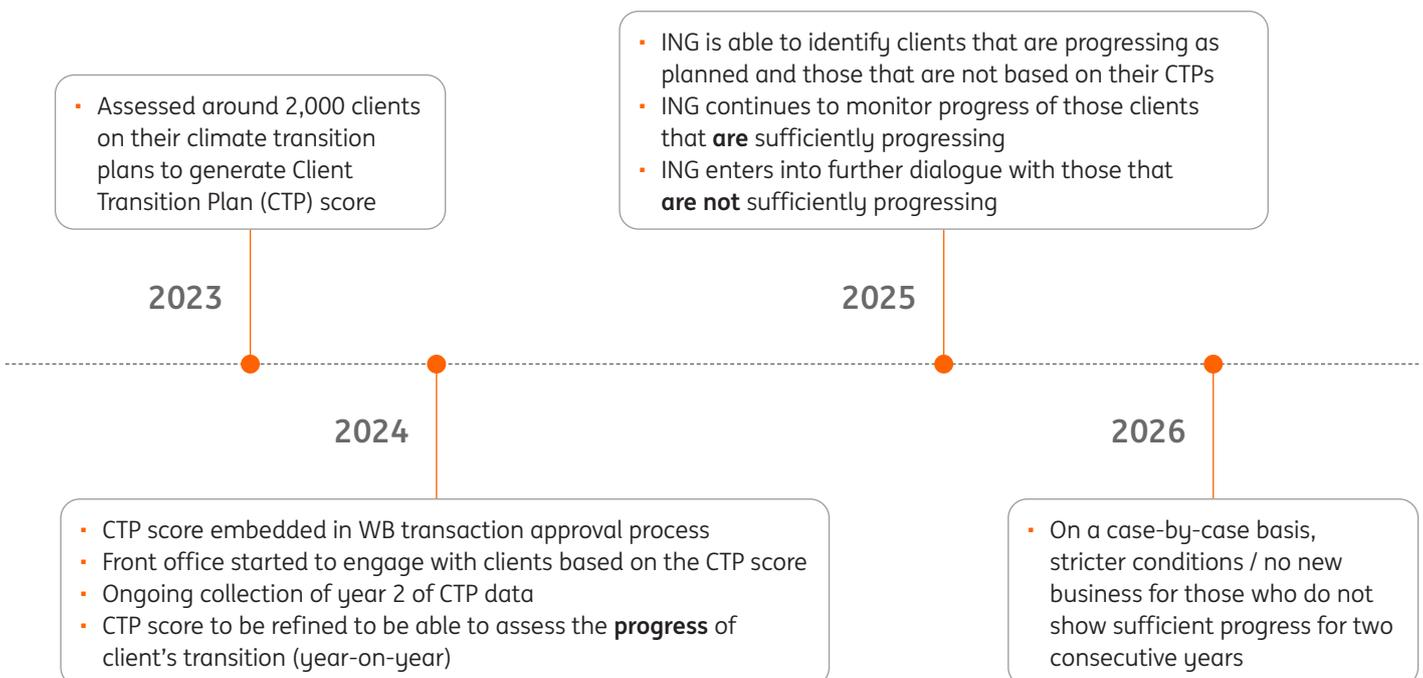 ▪ Assessed around 2,000 clients
on their climate transition
plans to generate Client
Transition Plan (CTP) score
2023
▪ CTP score embedded in WB transaction approval process
▪ Front office started to engage with clients based on the CTP score
▪ Ongoing collection of year 2 of CTP data
▪ CTP score to be refined to be able to assess the progress of
client’s transition (year-on-year)
2024
▪ ING is able to identify clients that are progressing as
planned and those that are not based on their CTPs
▪ ING continues to monitor progress of those clients
that are sufficiently progressing
▪ ING enters into further dialogue with those that
are not sufficiently progressing
2025
▪ On a case-by-case basis,
stricter conditions / no new
business for those who do not
show sufficient progress for two
consecutive years
2026